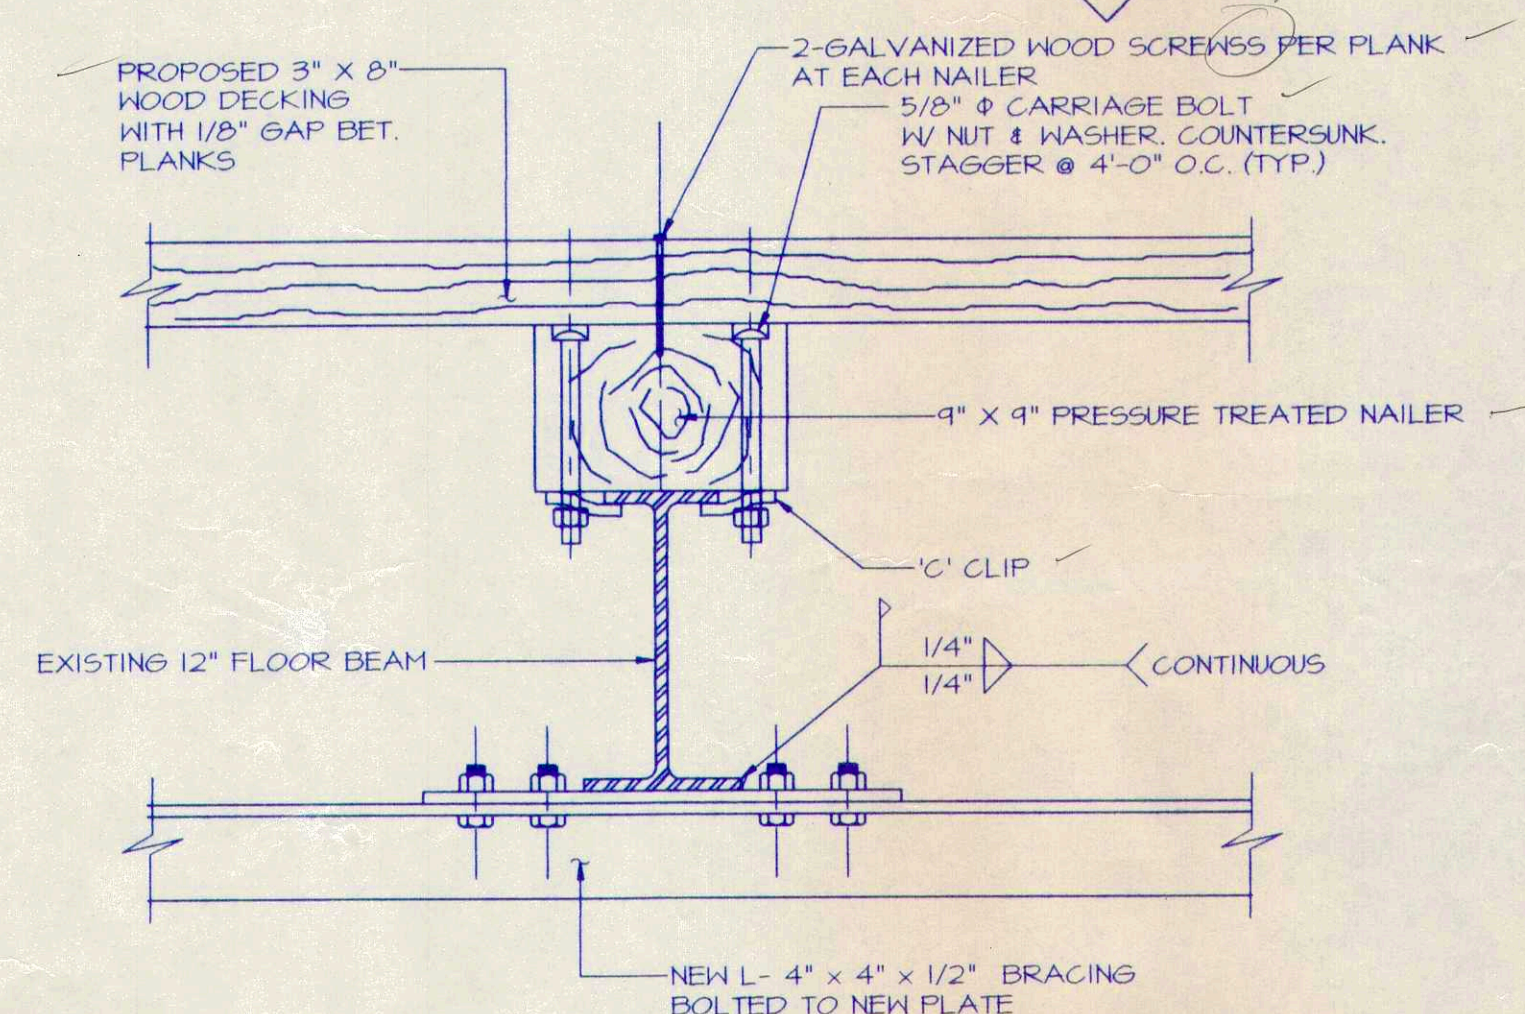 2-GALVANIZED WOOD SCREWSS PER PLANK
AT EACH NAILER
PROPOSED 3" X 8"
WOOD DECKING
WITH 1/8" GAP BET.
PLANKS
5/8" Φ CARRIAGE BOLT
W/ NUT & WASHER. COUNTERSUNK.
STAGGER @ 4'-0" O.C. (TYP.)
9" X 9" PRESSURE TREATED NAILER
'C' CLIP
EXISTING 12" FLOOR BEAM
1/4"
1/4"
CONTINUOUS
NEW L- 4" x 4" x 1/2" BRACING
BOLTED TO NEW PLATE